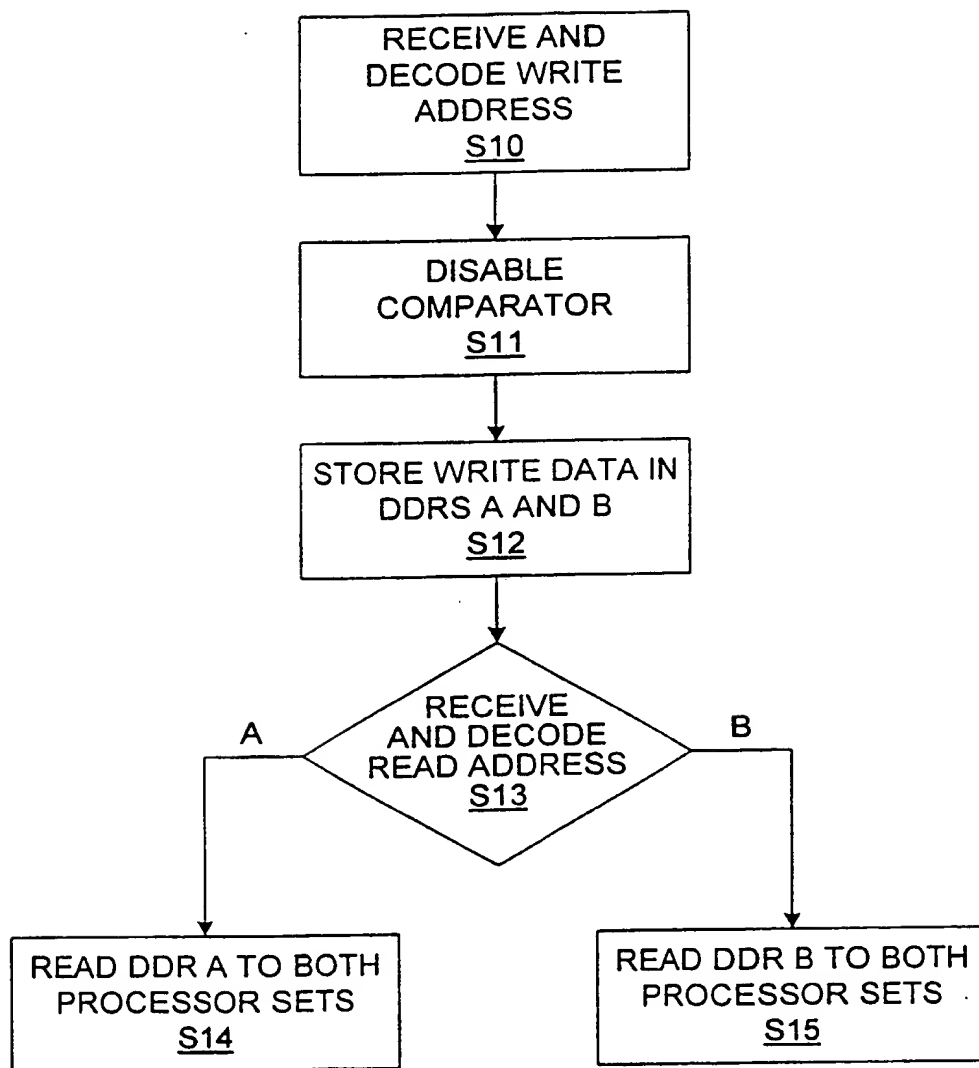 RECEIVE AND
DECODE WRITE
ADDRESS
S10
DISABLE
COMPARATOR
S11
STORE WRITE DATA IN
DDRS A AND B
S12
RECEIVE
AND DECODE
READ ADDRESS
S13
A
B
READ DDR A TO BOTH
PROCESSOR SETS
S14
READ DDR B TO BOTH
PROCESSOR SETS
S15